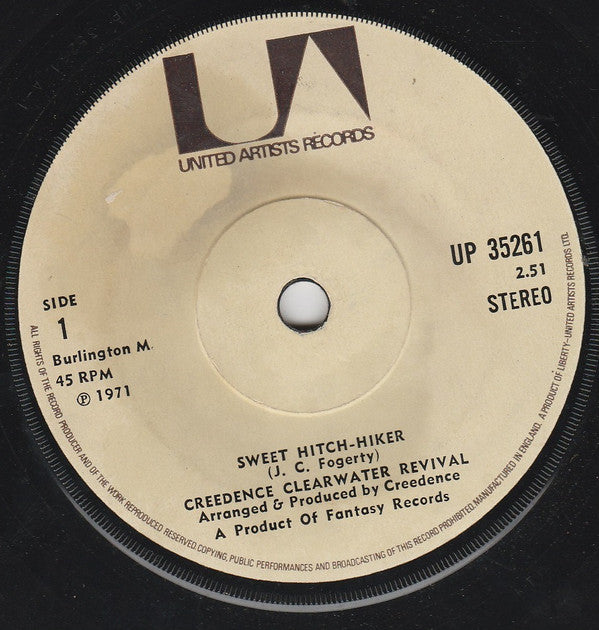 UA
UNITED ARTISTS RECORDS
UP 35261
2.51
STEREO
SIDE
1
Burlington M.
45 RPM
Ⓟ 1971
SWEET HITCH-HIKER
(J. C. Fogerty)
CREEDENCE CLEARWATER REVIVAL
Arranged & Produced by Creedence
A Product Of Fantasy Records
ALL RIGHTS OF THE RECORD PRODUCER AND OF THE WORK REPRODUCED RESERVED. COPYING, PUBLIC PERFORMANCES AND BROADCASTING OF THIS RECORD PROHIBITED. MANUFACTURED IN ENGLAND. A PRODUCT OF LIBERTY-UNITED ARTISTS RECORDS LTD.